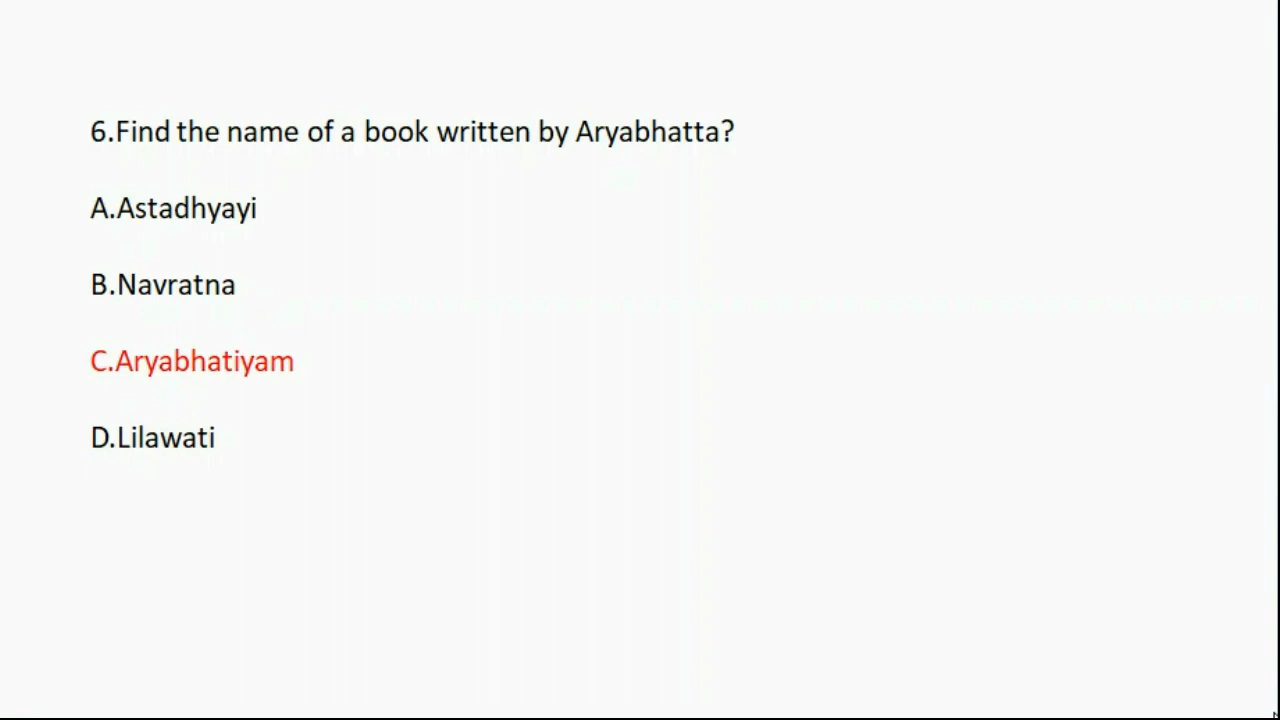 6.Find the name of a book written by Aryabhatta?
A.Astadhyayi
B.Navratna
C.Aryabhatiyam
D.Lilawati